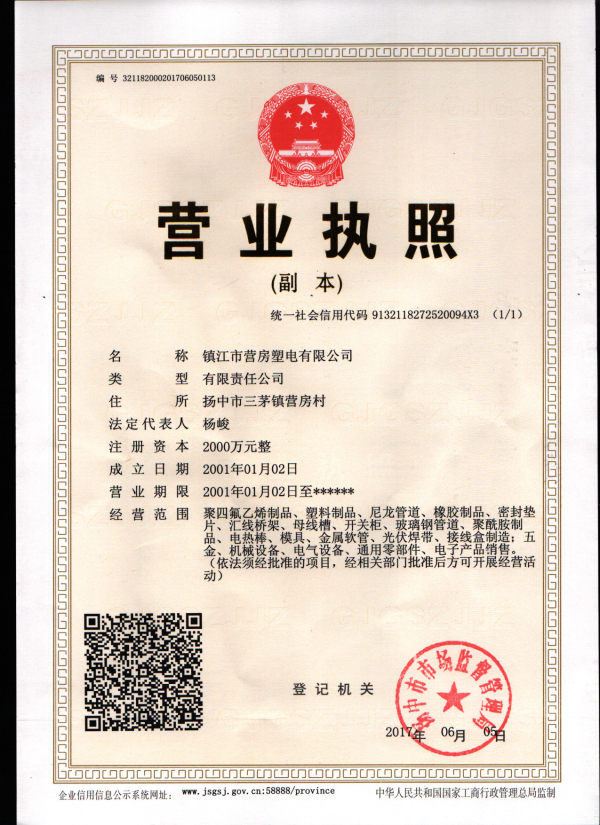 编 号 321182000201706050113
营业执照
(副 本)
统一社会信用代码 9132118272520094X3 (1/1)
名 称 镇江市营房塑电有限公司
类 型 有限责任公司
住 所 扬中市三茅镇营房村
法定代表人 杨峻
注 册 资 本 2000万元整
成 立 日 期 2001年01月02日
营 业 期 限 2001年01月02日至******
经 营 范 围 聚四氟乙烯制品、塑料制品、尼龙管道、橡胶制品、密封垫
片、汇线桥架、母线槽、开关柜、玻璃钢管道、聚酰胺制
品、电热棒、模具、金属软管、光伏焊带、接线盒制造；五
金、机械设备、电气设备、通用零部件、电子产品销售。
（依法须经批准的项目，经相关部门批准后方可开展经营活
动）
登 记 机 关
扬中市市场监督管理局
2017年 06月 05日
企业信用信息公示系统网址： www.jsgsj.gov.cn:58888/province 中华人民共和国国家工商行政管理总局监制